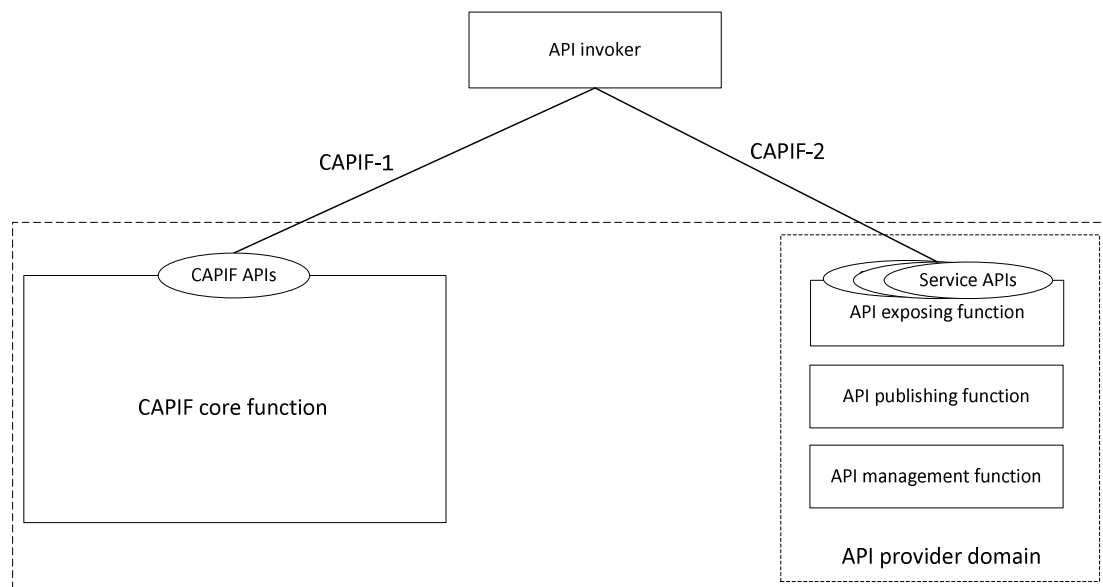 API invoker
CAPIF-1
CAPIF-2
CAPIF APIs
Service APIs
API exposing function
CAPIF core function
API publishing function
API management function
API provider domain